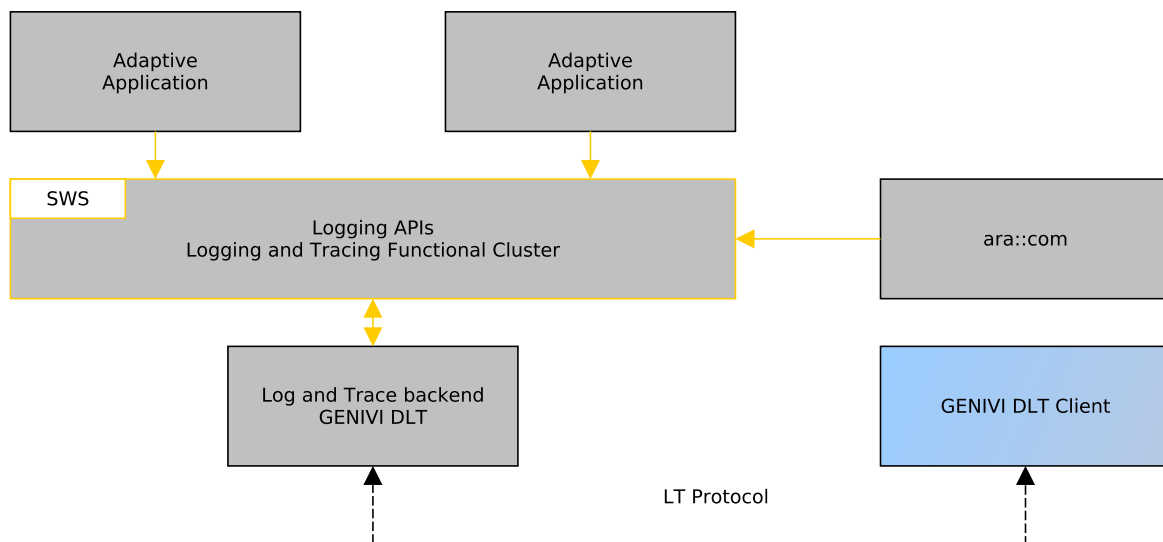 Adaptive
Application
Adaptive
Application
SWS
Logging APIs
Logging and Tracing Functional Cluster
ara::com
Log and Trace backend
GENIVI DLT
GENIVI DLT Client
LT Protocol